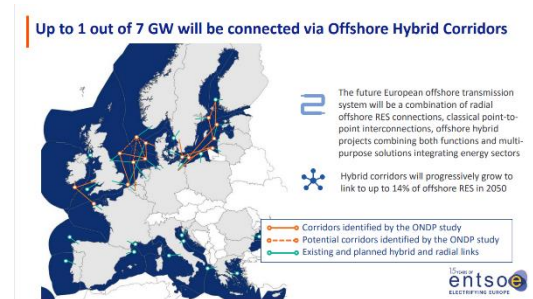 Up to 1 out of 7 GW will be connected via Offshore Hybrid Corridors
The future European offshore transmission
system will be a combination of radial
offshore RES connections, classical point-to-
point interconnections, offshore hybrid
projects combining both functions and multi-
purpose solutions integrating energy sectors
Hybrid corridors will progressively grow to
link to up to 14% of offshore RES in 2050
Corridors identified by the ONDP study
Potential corridors identified by the ONDP study
Existing and planned hybrid and radial links
15 YEARS OF
entsoe
ELECTRIFYING EUROPE